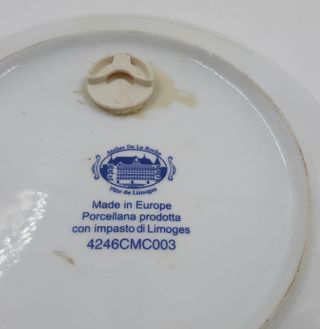 Atelier De La Roche
Pâte de Limoges
Made in Europe
Porcellana prodotta
con impasto di Limoges
4246CMC003